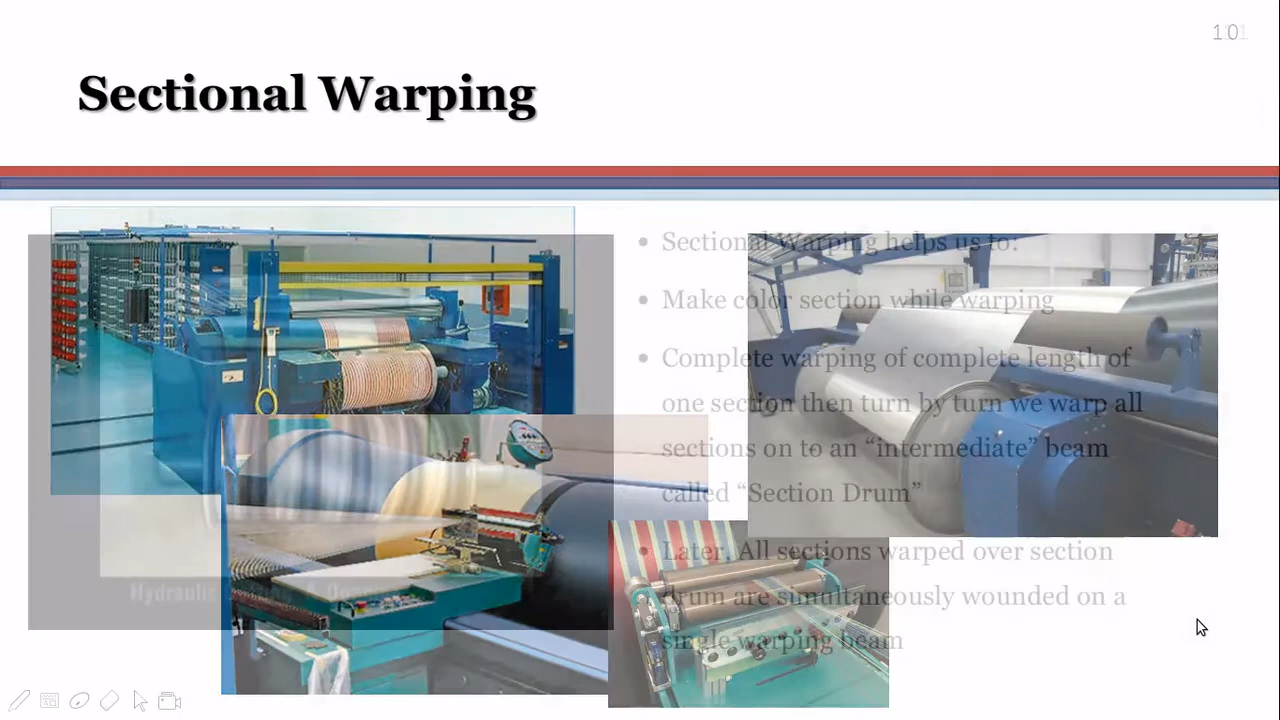 Sectional Warping
• Sectional Warping helps us to:
• Make color section while warping
• Complete warping of complete length of
one section then turn by turn we warp all
sections on to an “intermediate” beam
called “Section Drum”
• Later. All sections warped over section
drum are simultaneously wounded on a
single warping beam
Hydraulic